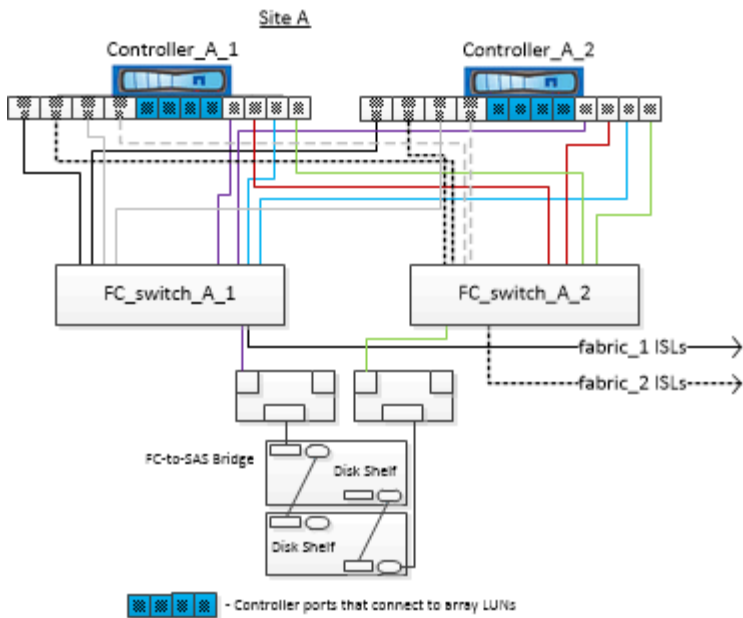 Site A
Controller_A_1
Controller_A_2
FC_switch_A_1
FC_switch_A_2
fabric_1 ISLs
fabric_2 ISLs
FC-to-SAS Bridge
Disk Shelf
Disk Shelf
- Controller ports that connect to array LUNs